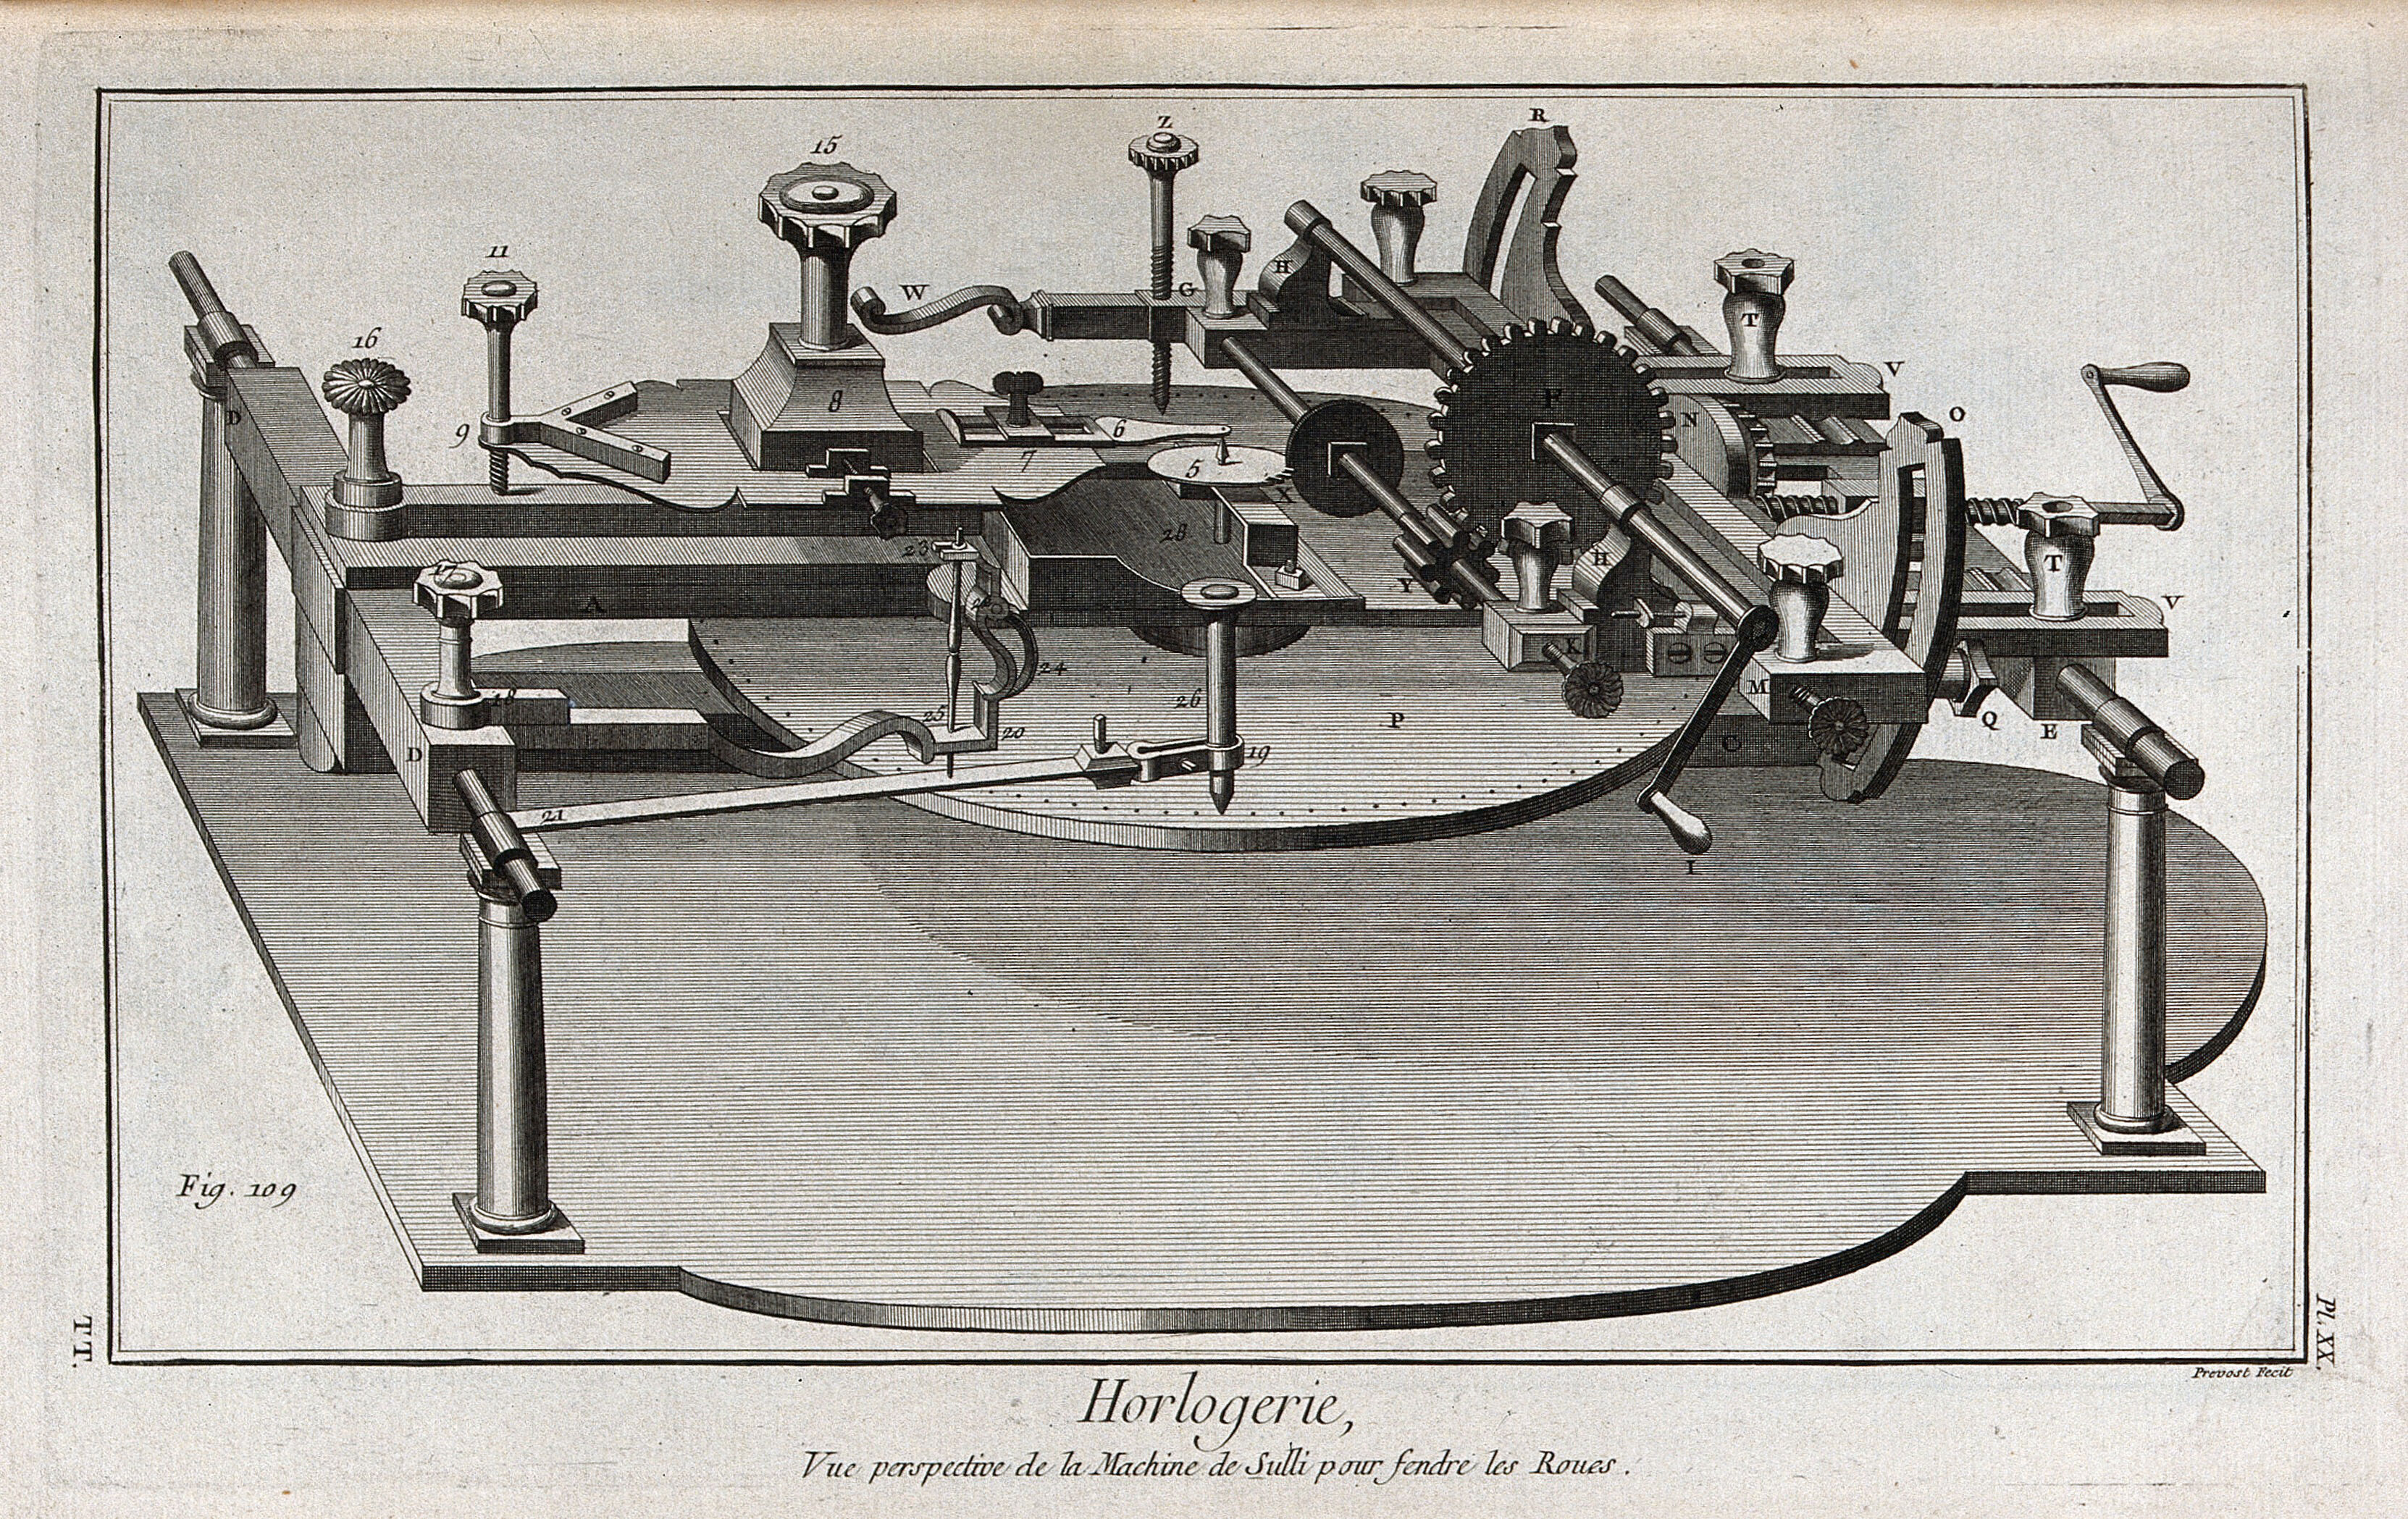 R
Z
15
11
H
W
G
T
16
V
D
8
F
O
N
9
6
7
5
X
28
23
T
17
H
Y
A
V
24
K
18
26
M
25
P
Q
20
E
D
C
19
21
I
Fig. 109
TT.
Pl. XX.
Prevost Fecit
Horlogerie,
Vue perspective de la Machine de Sulli pour fendre les Roues.